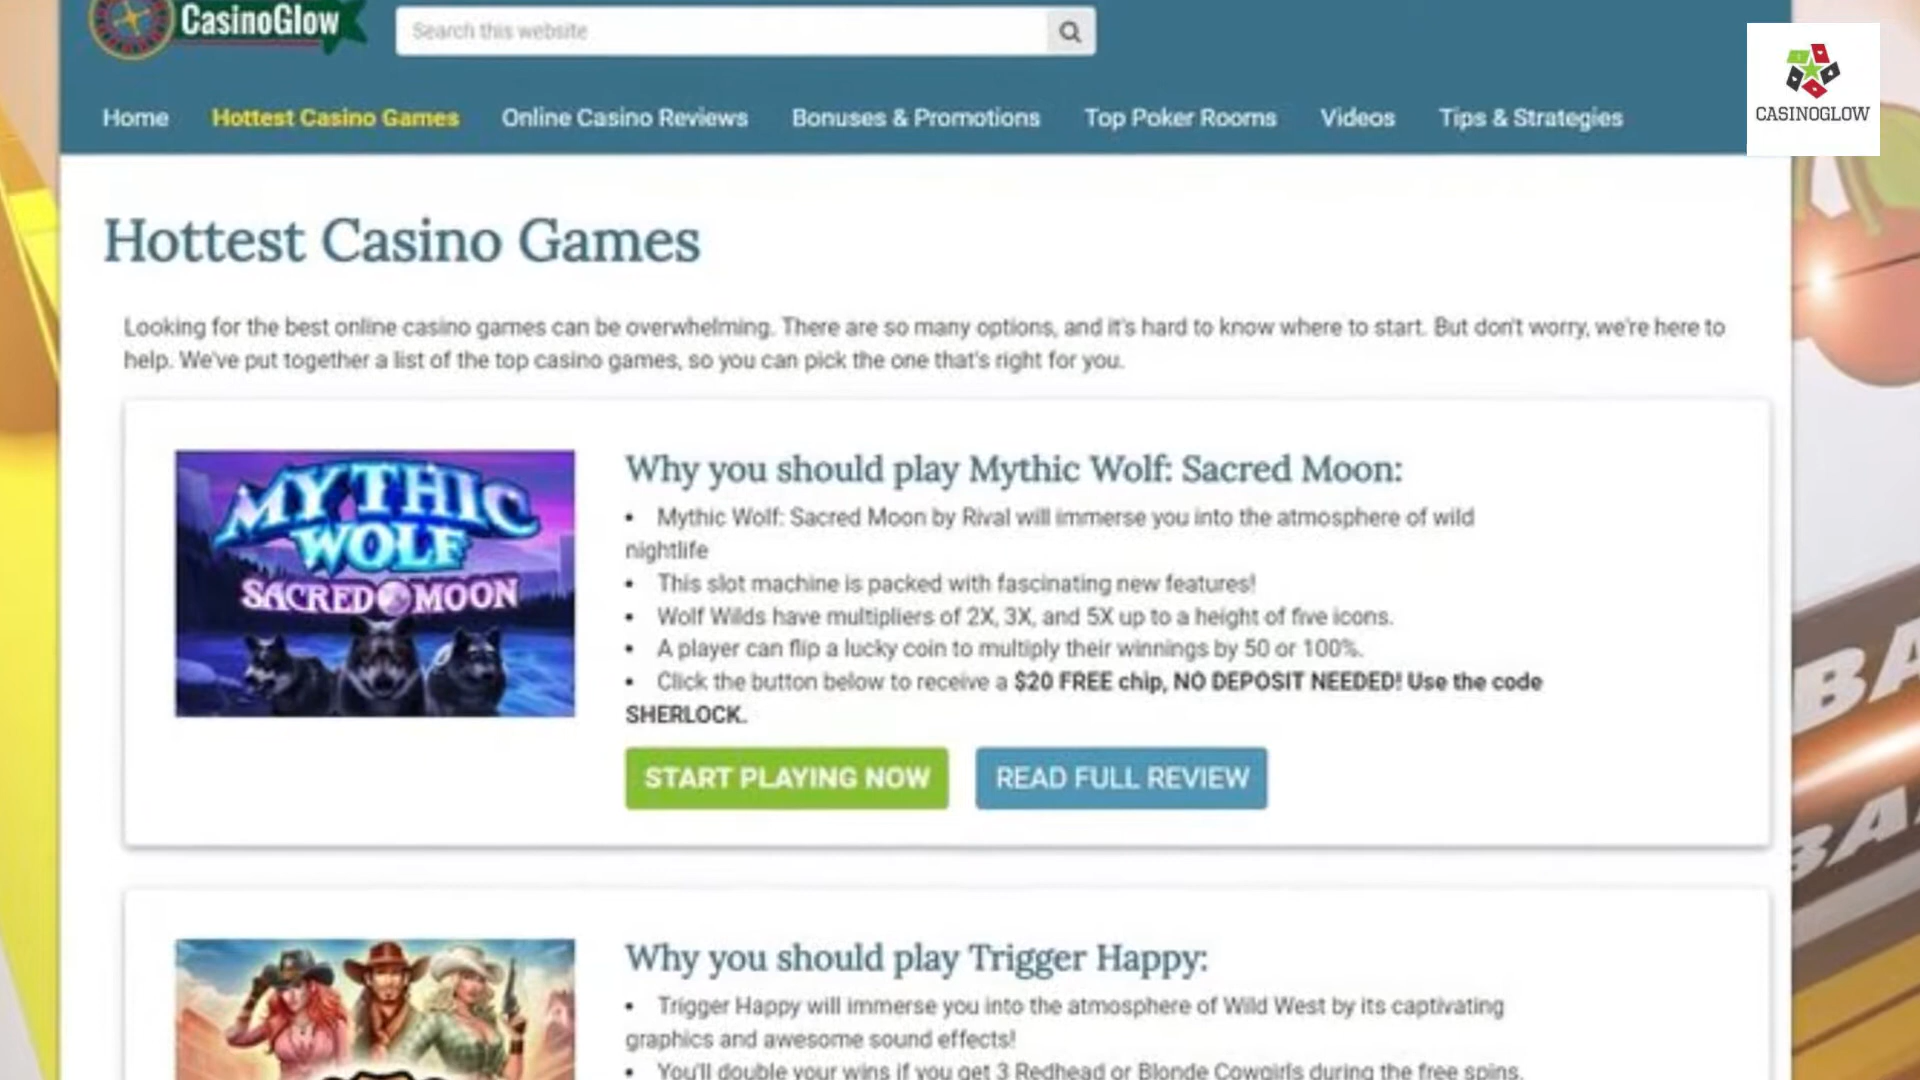 CasinoGlow
Search this website
CASINOGLOW
Home Hottest Casino Games Online Casino Reviews Bonuses & Promotions Top Poker Rooms Videos Tips & Strategies
Hottest Casino Games
Looking for the best online casino games can be overwhelming. There are so many options, and it's hard to know where to start. But don't worry, we're here to
help. We've put together a list of the top casino games, so you can pick the one that's right for you.
MYTHIC
WOLF
SACRED MOON
Why you should play Mythic Wolf: Sacred Moon:
• Mythic Wolf: Sacred Moon by Rival will immerse you into the atmosphere of wild
nightlife
• This slot machine is packed with fascinating new features!
• Wolf Wilds have multipliers of 2X, 3X, and 5X up to a height of five icons.
• A player can flip a lucky coin to multiply their winnings by 50 or 100%.
• Click the button below to receive a $20 FREE chip, NO DEPOSIT NEEDED! Use the code
SHERLOCK.
START PLAYING NOW READ FULL REVIEW
Why you should play Trigger Happy:
• Trigger Happy will immerse you into the atmosphere of Wild West by its captivating
graphics and awesome sound effects!
• You'll double your wins if you get 3 Redhead or Blonde Cowgirls during the free spins.
BA
BA